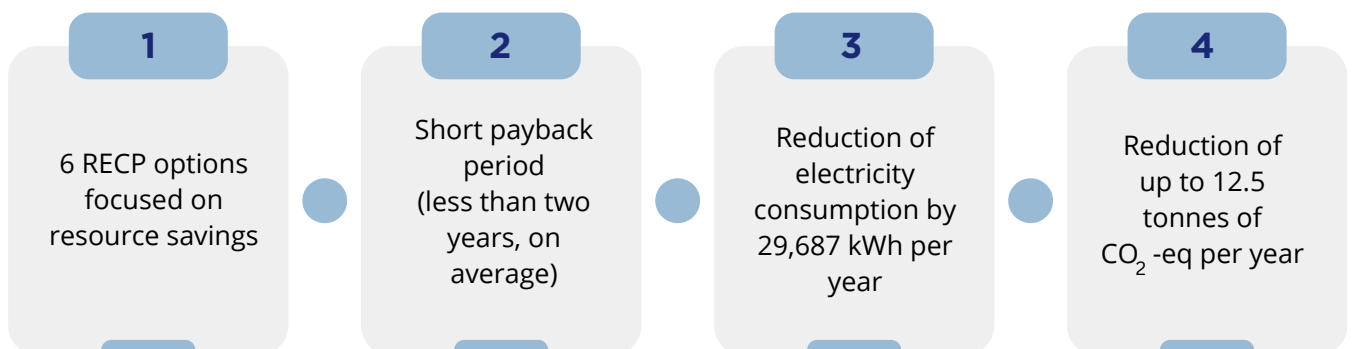 1
6 RECP options
focused on
resource savings
2
Short payback
period
(less than two
years, on
average)
3
Reduction of
electricity
consumption by
29,687 kWh per
year
4
Reduction of
up to 12.5
tonnes of
CO₂ -eq per year